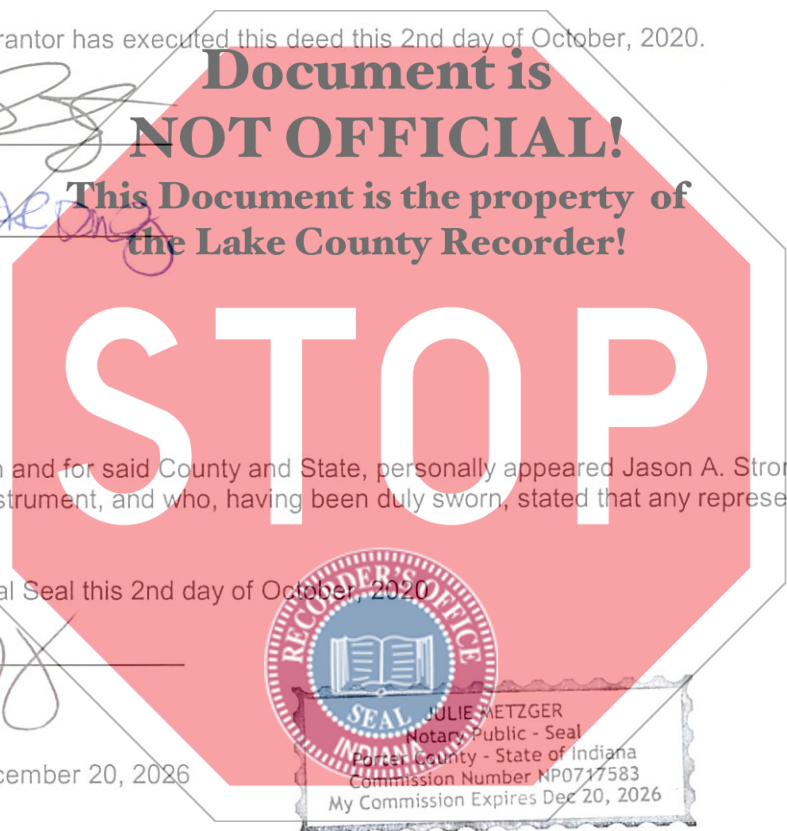 rantor has executed this deed this 2nd day of October, 2020.
Document is
NOT OFFICIAL!
This Document is the property of
the Lake County Recorder!
STOP
n and for said County and State, personally appeared Jason A. Stron
strument, and who, having been duly sworn, stated that any represe
al Seal this 2nd day of October, 2020
RECORDER'S OFFICE
SEAL
INDIANA
JULIE METZGER
Notary Public - Seal
Porter County - State of Indiana
Commission Number NP0717583
My Commission Expires Dec 20, 2026
cember 20, 2026